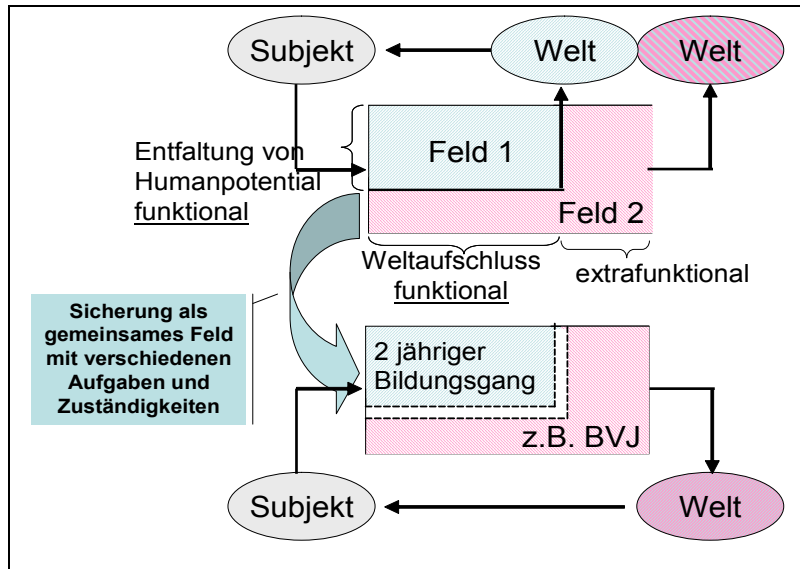 Subjekt
Welt
Welt
Entfaltung von
Humanpotential
funktional
Feld 1
Feld 2
Weltaufschluss
funktional
extrafunktional
Sicherung als
gemeinsames Feld
mit verschiedenen
Aufgaben und
Zuständigkeiten
2 jähriger
Bildungsgang
z.B. BVJ
Subjekt
Welt